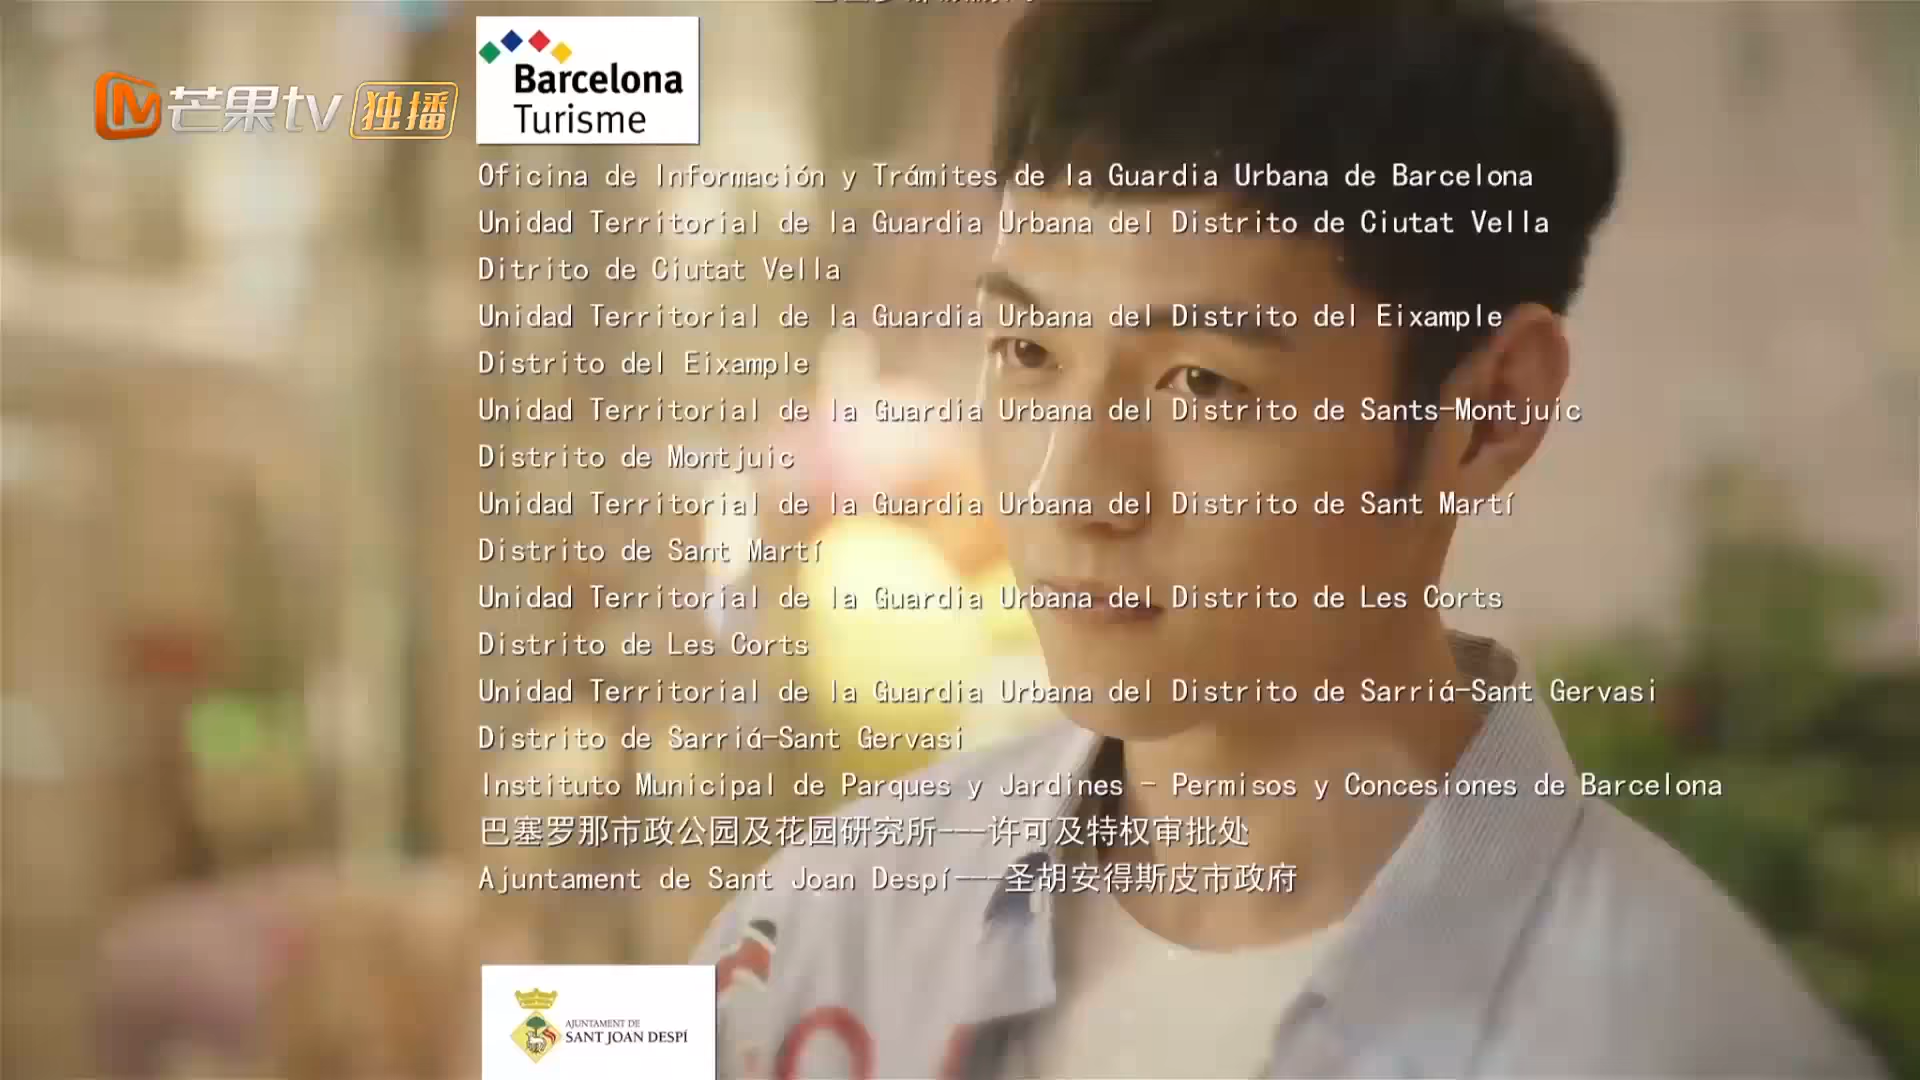 芒果tv 独播
Barcelona
Turisme
Oficina de Información y Trámites de la Guardia Urbana de Barcelona
Unidad Territorial de la Guardia Urbana del Distrito de Ciutat Vella
Ditrito de Ciutat Vella
Unidad Territorial de la Guardia Urbana del Distrito del Eixample
Distrito del Eixample
Unidad Territorial de la Guardia Urbana del Distrito de Sants-Montjuic
Distrito de Montjuic
Unidad Territorial de la Guardia Urbana del Distrito de Sant Martí
Distrito de Sant Martí
Unidad Territorial de la Guardia Urbana del Distrito de Les Corts
Distrito de Les Corts
Unidad Territorial de la Guardia Urbana del Distrito de Sarriá-Sant Gervasi
Distrito de Sarriá-Sant Gervasi
Instituto Municipal de Parques y Jardines - Permisos y Concesiones de Barcelona
巴塞罗那市政公园及花园研究所---许可及特权审批处
Ajuntament de Sant Joan Despí---圣胡安得斯皮市政府
AJUNTAMENT DE
SANT JOAN DESPÍ